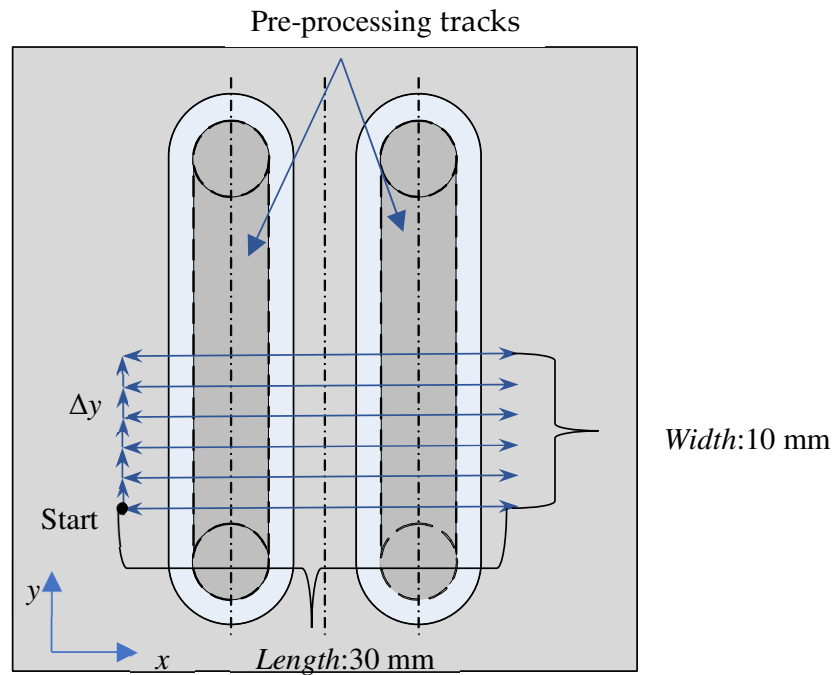 Pre-processing tracks
Δy
Width:10 mm
Start
y
x
Length:30 mm